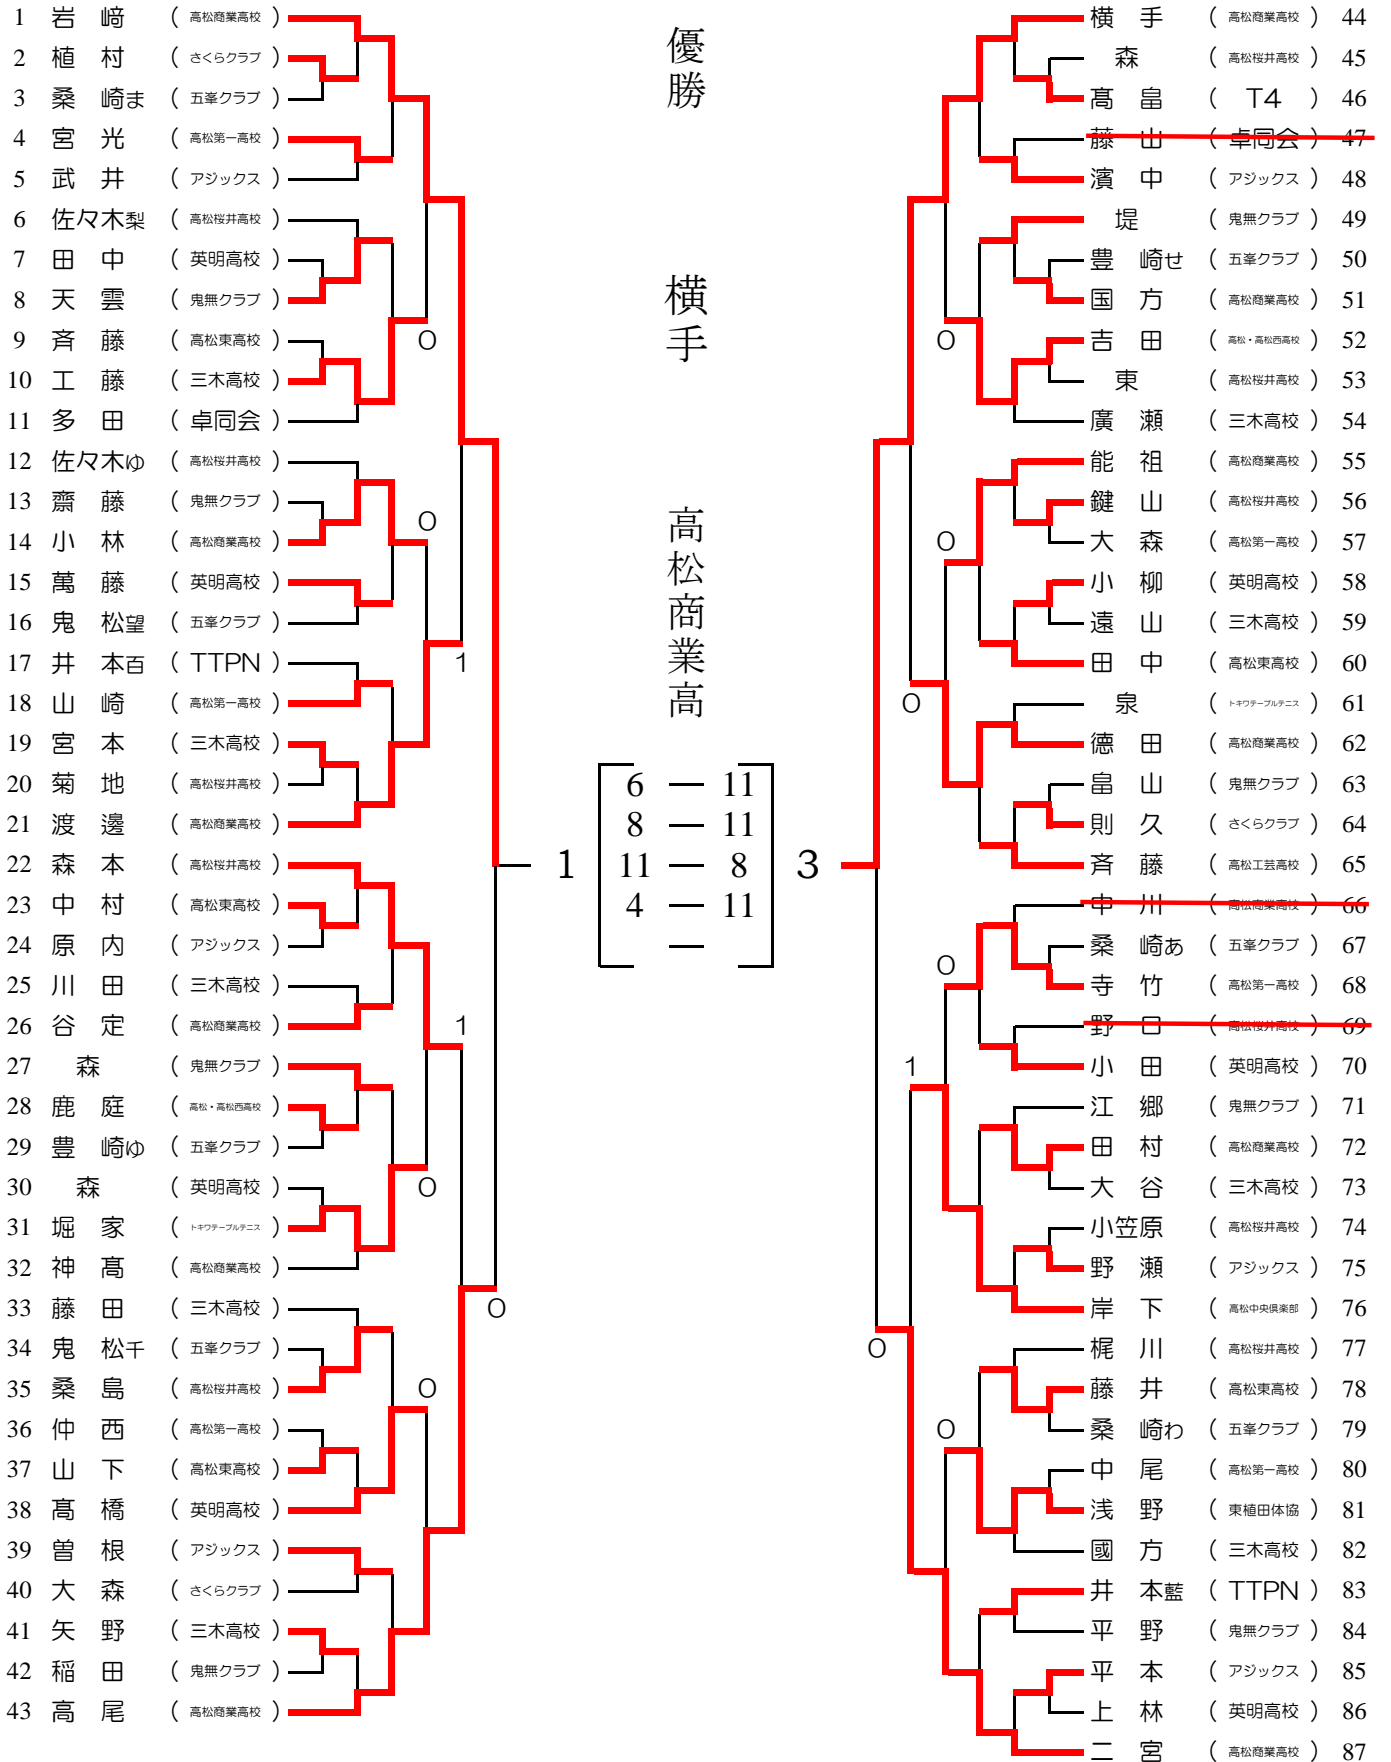 1 岩 﨑 ( 高松商業高校 )
2 植 村 ( さくらクラブ )
3 桑 崎ま ( 五峯クラブ )
4 宮 光 ( 高松第一高校 )
5 武 井 ( アジックス )
6 佐々木梨 ( 高松桜井高校 )
7 田 中 ( 英明高校 )
8 天 雲 ( 鬼無クラブ )
9 斉 藤 ( 高松東高校 )
10 工 藤 ( 三木高校 )
11 多 田 ( 卓同会 )
12 佐々木ゆ ( 高松桜井高校 )
13 齋 藤 ( 鬼無クラブ )
14 小 林 ( 高松商業高校 )
15 萬 藤 ( 英明高校 )
16 鬼 松望 ( 五峯クラブ )
17 井 本百 ( TTPN )
18 山 崎 ( 高松第一高校 )
19 宮 本 ( 三木高校 )
20 菊 地 ( 高松桜井高校 )
21 渡 邊 ( 高松商業高校 )
22 森 本 ( 高松桜井高校 )
23 中 村 ( 高松東高校 )
24 原 内 ( アジックス )
25 川 田 ( 三木高校 )
26 谷 定 ( 高松商業高校 )
27 森 ( 鬼無クラブ )
28 鹿 庭 ( 高松・高松西高校 )
29 豊 崎ゆ ( 五峯クラブ )
30 森 ( 英明高校 )
31 堀 家 ( トキワテーブルテニス )
32 神 髙 ( 高松商業高校 )
33 藤 田 ( 三木高校 )
34 鬼 松千 ( 五峯クラブ )
35 桑 島 ( 高松桜井高校 )
36 仲 西 ( 高松第一高校 )
37 山 下 ( 高松東高校 )
38 髙 橋 ( 英明高校 )
39 曽 根 ( アジックス )
40 大 森 ( さくらクラブ )
41 矢 野 ( 三木高校 )
42 稲 田 ( 鬼無クラブ )
43 高 尾 ( 高松商業高校 )
0
0
1
1
0
0
0
優勝
横手
高松商業高
1
6 ― 11
8 ― 11
11 ― 8
4 ― 11
―
3
0
0
0
0
1
0
0
横 手 ( 高松商業高校 ) 44
森 ( 高松桜井高校 ) 45
髙 畠 ( T4 ) 46
藤 山 ( 卓同会 ) 47
濱 中 ( アジックス ) 48
堤 ( 鬼無クラブ ) 49
豊 崎せ ( 五峯クラブ ) 50
国 方 ( 高松商業高校 ) 51
吉 田 ( 高松・高松西高校 ) 52
東 ( 高松桜井高校 ) 53
廣 瀬 ( 三木高校 ) 54
能 祖 ( 高松商業高校 ) 55
鍵 山 ( 高松桜井高校 ) 56
大 森 ( 高松第一高校 ) 57
小 柳 ( 英明高校 ) 58
遠 山 ( 三木高校 ) 59
田 中 ( 高松東高校 ) 60
泉 ( トキワテーブルテニス ) 61
德 田 ( 高松商業高校 ) 62
畠 山 ( 鬼無クラブ ) 63
則 久 ( さくらクラブ ) 64
斉 藤 ( 高松工芸高校 ) 65
中 川 ( 高松商業高校 ) 66
桑 崎あ ( 五峯クラブ ) 67
寺 竹 ( 高松第一高校 ) 68
野 口 ( 高松桜井高校 ) 69
小 田 ( 英明高校 ) 70
江 郷 ( 鬼無クラブ ) 71
田 村 ( 高松商業高校 ) 72
大 谷 ( 三木高校 ) 73
小笠原 ( 高松桜井高校 ) 74
野 瀬 ( アジックス ) 75
岸 下 ( 高松中央倶楽部 ) 76
梶 川 ( 高松桜井高校 ) 77
藤 井 ( 高松東高校 ) 78
桑 崎わ ( 五峯クラブ ) 79
中 尾 ( 高松第一高校 ) 80
浅 野 ( 東植田体協 ) 81
國 方 ( 三木高校 ) 82
井 本藍 ( TTPN ) 83
平 野 ( 鬼無クラブ ) 84
平 本 ( アジックス ) 85
上 林 ( 英明高校 ) 86
二 宮 ( 高松商業高校 ) 87